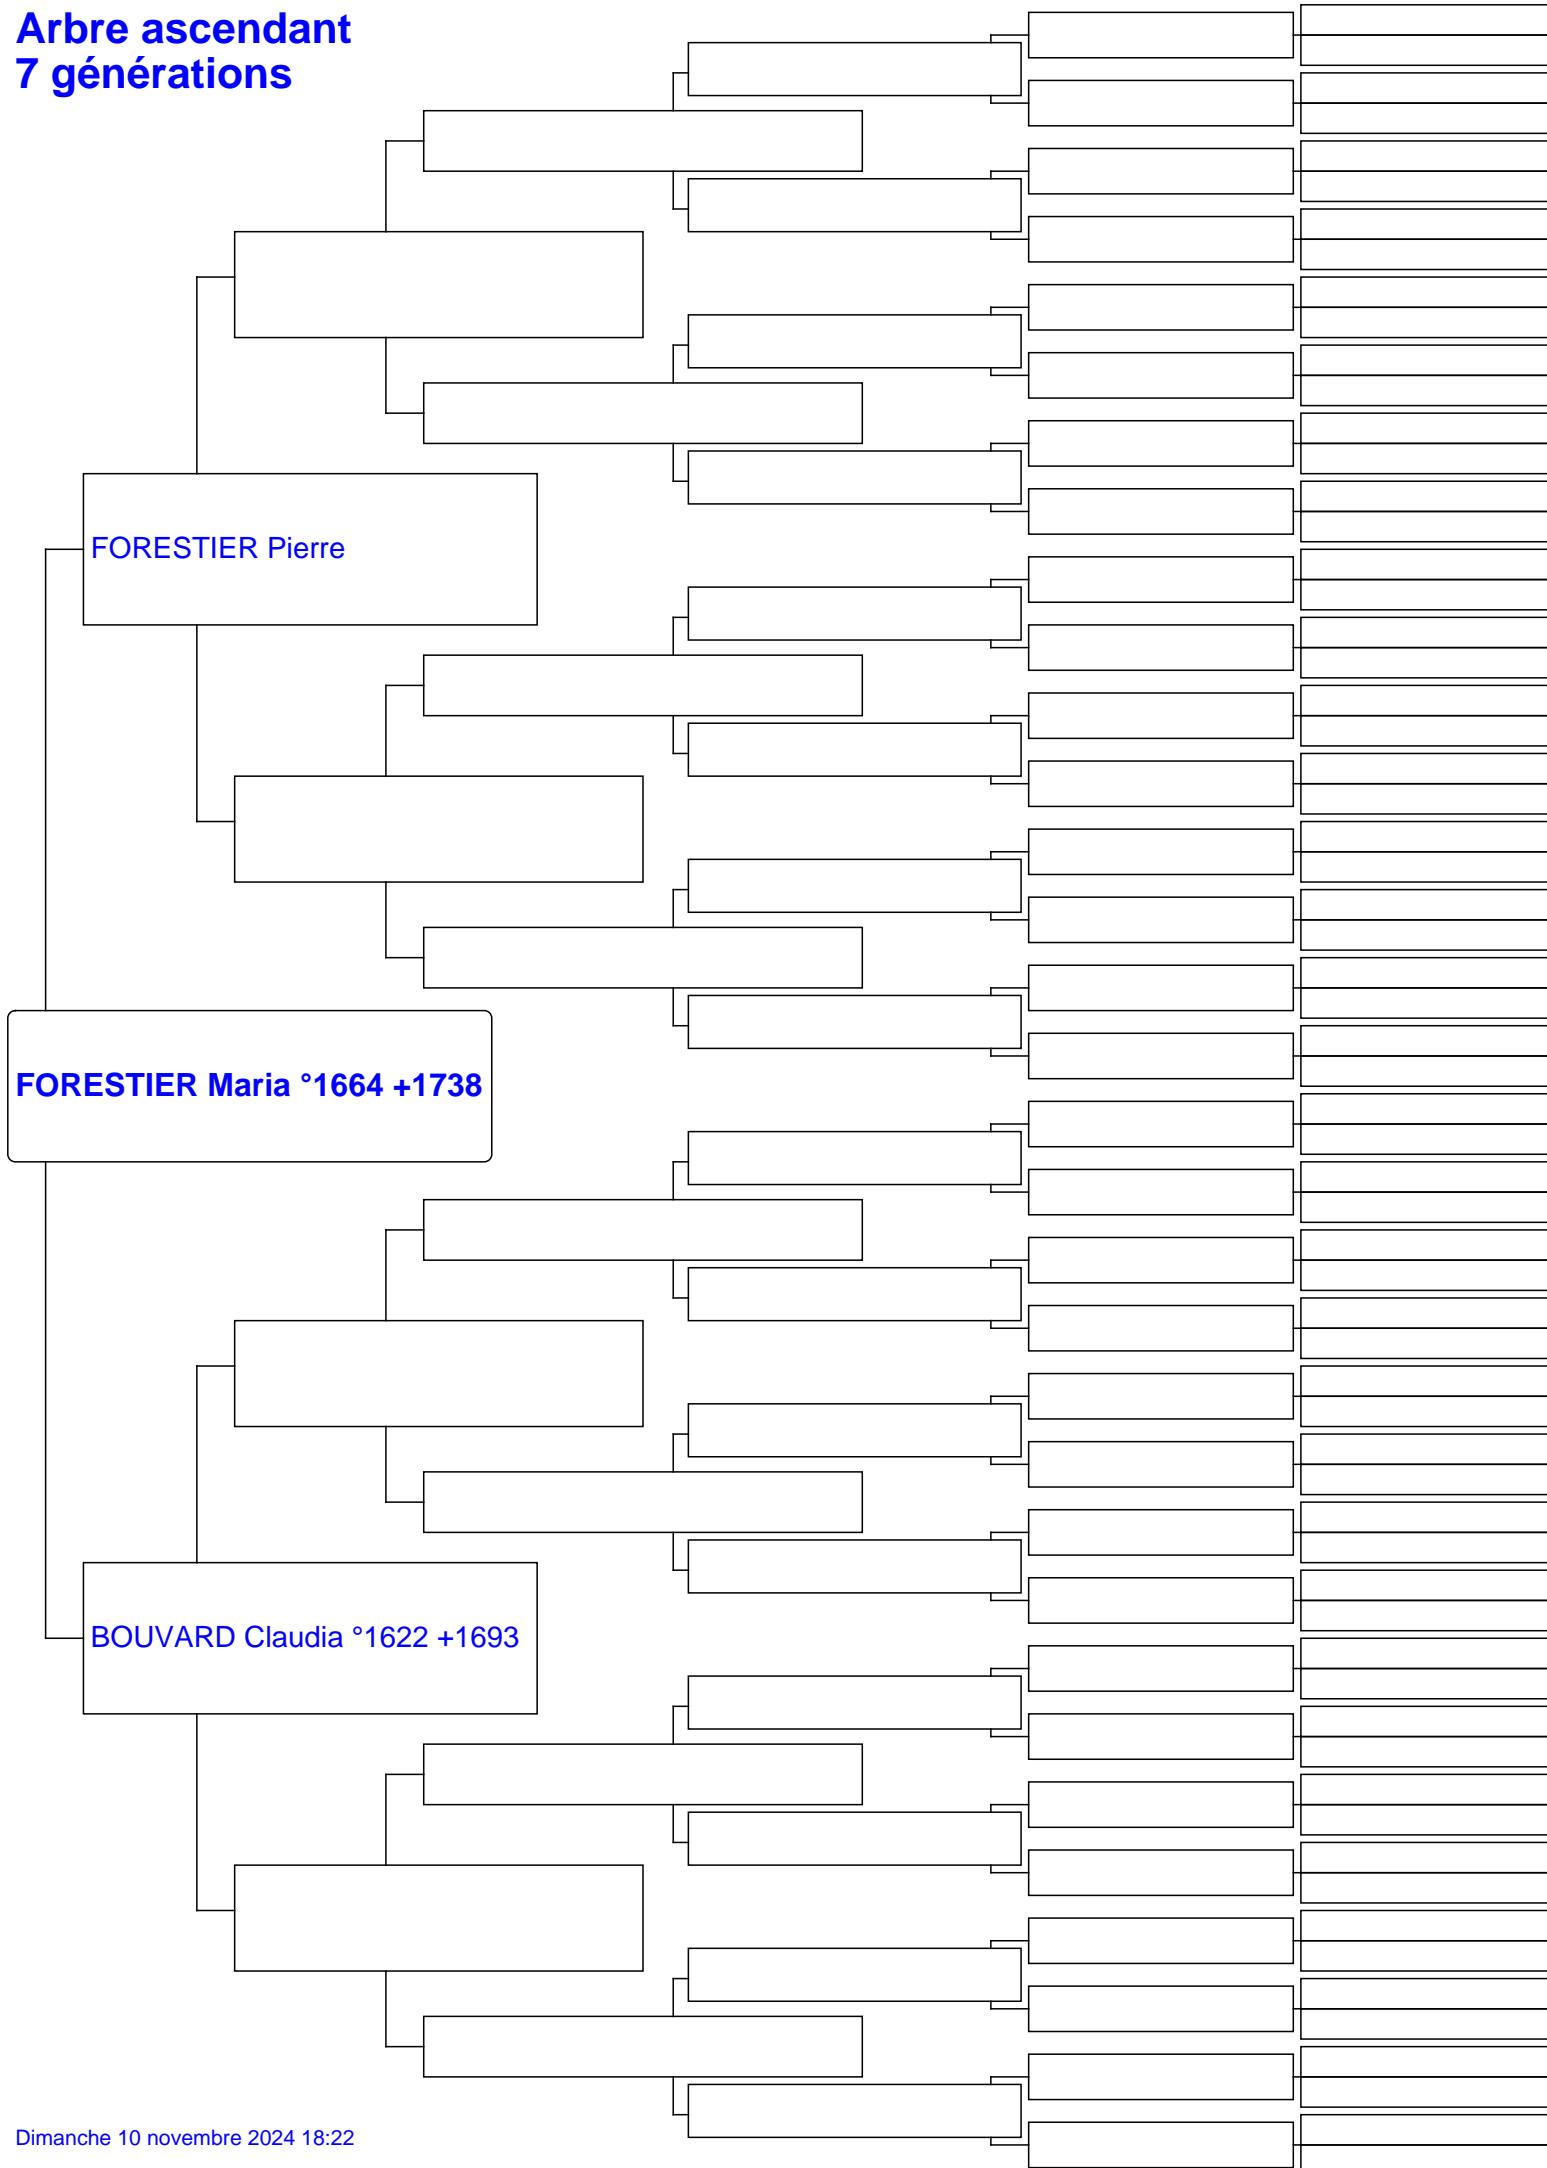 Arbre ascendant
7 générations
FORESTIER Pierre
FORESTIER Maria °1664 +1738
BOUVARD Claudia °1622 +1693
Dimanche 10 novembre 2024 18:22